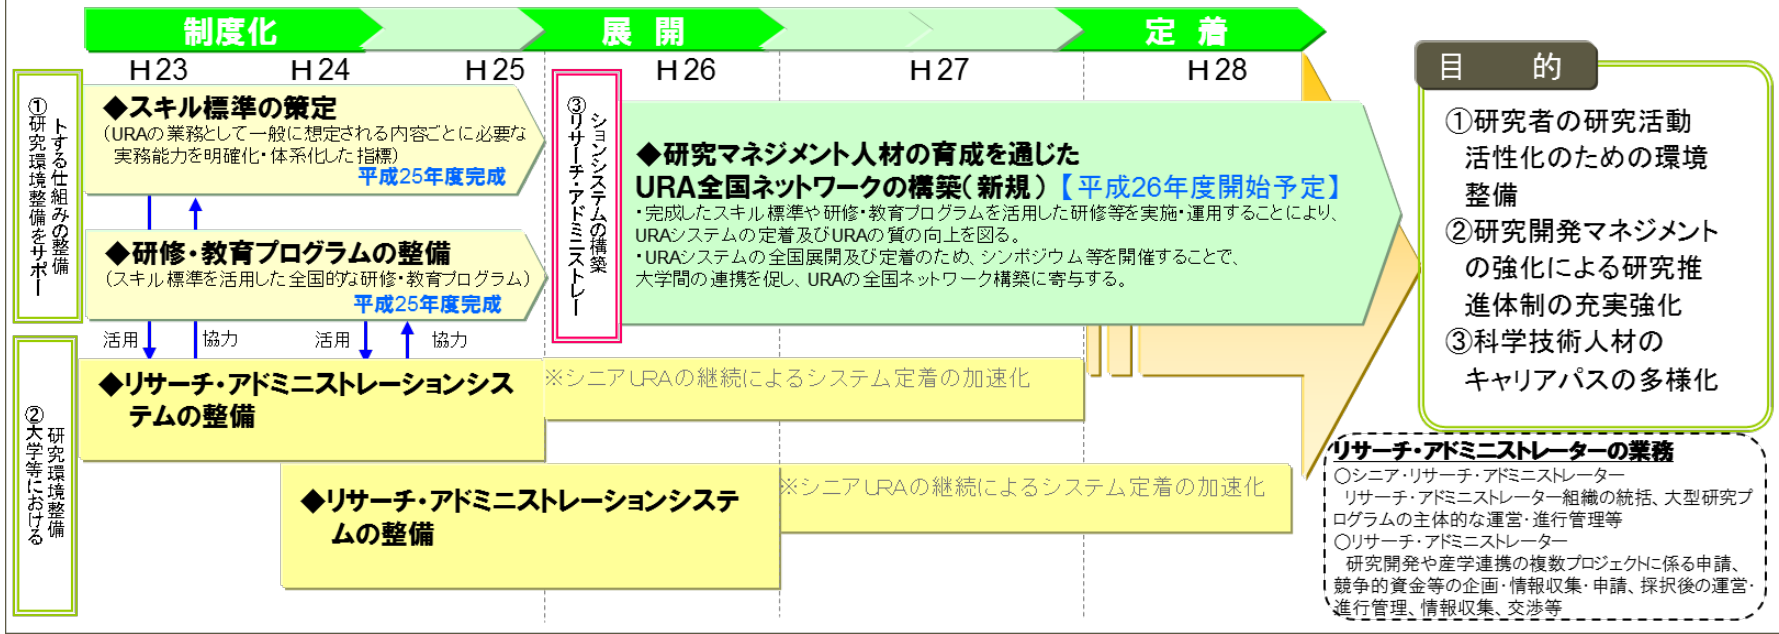 制度化
展 開
定 着
H23
H24
H25
H26
H27
H28
①研究環境整備をサポー
トする仕組みの整備
◆スキル標準の策定
(URAの業務として一般に想定される内容ごとに必要な
実務能力を明確化・体系化した指標)
平成25年度完成
◆研修・教育プログラムの整備
(スキル標準を活用した全国的な研修・教育プログラム)
平成25年度完成
活用
協力
活用
協力
③リサーチ・アドミニストレー
ションシステムの構築
◆研究マネジメント人材の育成を通じた
URA全国ネットワークの構築(新規)【平成26年度開始予定】
・完成したスキル標準や研修・教育プログラムを活用した研修等を実施・運用することにより、
URAシステムの定着及びURAの質の向上を図る。
・URAシステムの全国展開及び定着のため、シンポジウム等を開催することで、
大学間の連携を促し、URAの全国ネットワーク構築に寄与する。
②大学等における
研究環境整備
◆リサーチ・アドミニストレーションシス
テムの整備
※シニアURAの継続によるシステム定着の加速化
◆リサーチ・アドミニストレーションシステ
ムの整備
※シニアURAの継続によるシステム定着の加速化
目 的
①研究者の研究活動
活性化のための環境
整備
②研究開発マネジメント
の強化による研究推
進体制の充実強化
③科学技術人材の
キャリアパスの多様化
リサーチ・アドミニストレーターの業務
○シニア・リサーチ・アドミニストレーター
リサーチ・アドミニストレーター組織の統括、大型研究プ
ログラムの主体的な運営・進行管理等
○リサーチ・アドミニストレーター
研究開発や産学連携の複数プロジェクトに係る申請、
競争的資金等の企画・情報収集・申請、採択後の運営・
進行管理、情報収集、交渉等